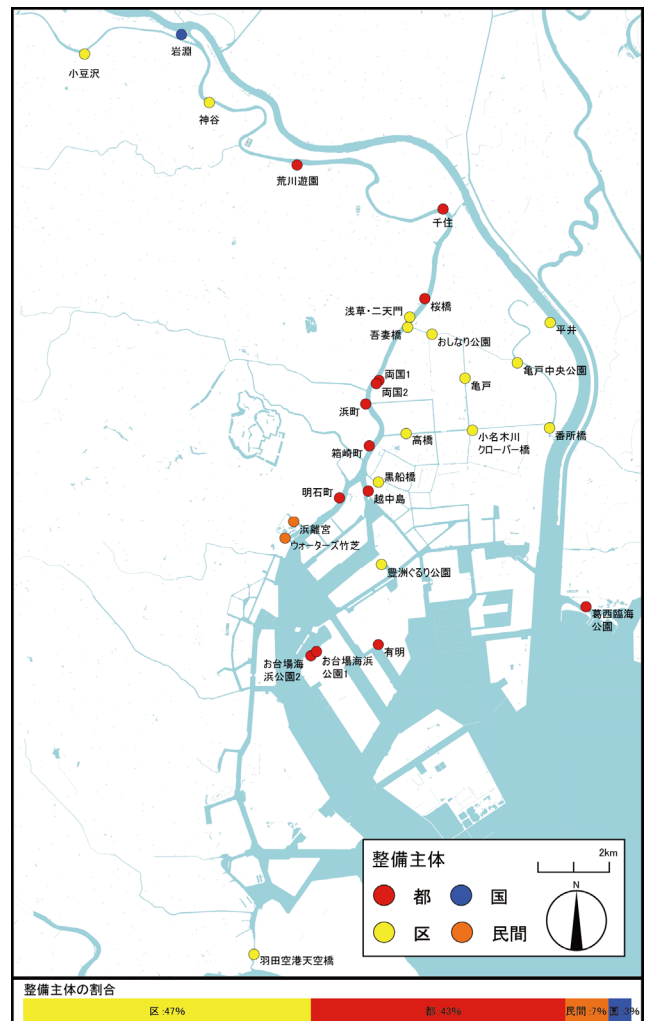 岩淵
小豆沢
神谷
荒川遊園
千住
桜橋
浅草・二天門
吾妻橋
おしなり公園
平井
亀戸中央公園
両国1
両国2
亀戸
浜町
高橋
小名木川
クローバー橋
番所橋
箱崎町
黒船橋
明石町
越中島
浜離宮
ウォーターズ竹芝
豊洲ぐるり公園
葛西臨海
公園
有明
お台場海浜
公園1
お台場海
浜公園2
整備主体
2km
都
国
N
区
民間
羽田空港天空橋
整備主体の割合
区:47%
都:43%
民間:7%
国:3%